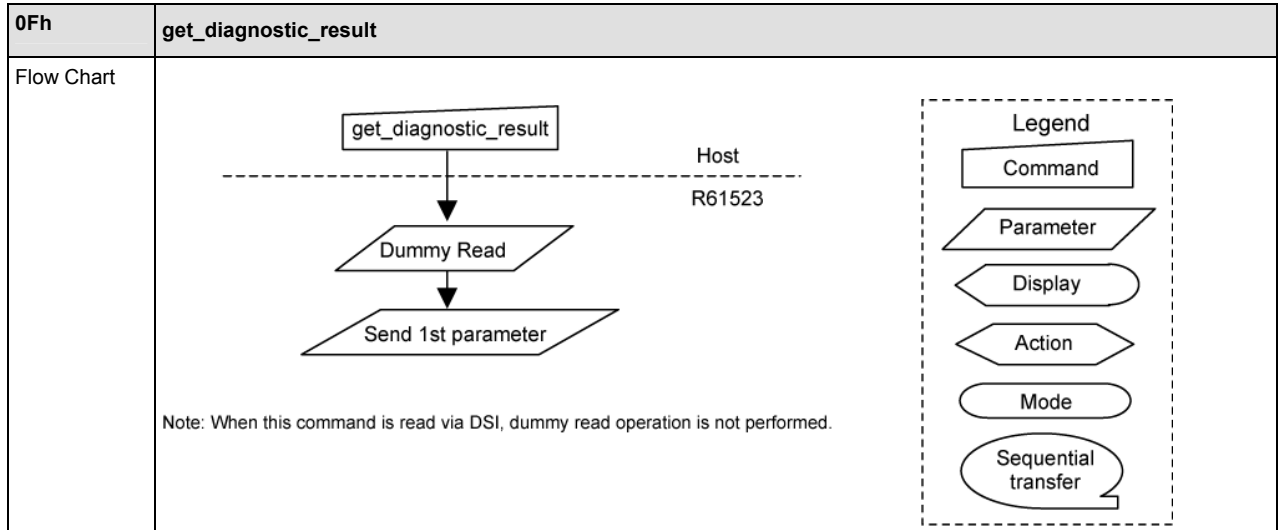 0Fh
get_diagnostic_result
Flow Chart
get_diagnostic_result
Host
R61523
Dummy Read
Send 1st parameter
Note: When this command is read via DSI, dummy read operation is not performed.
Legend
Command
Parameter
Display
Action
Mode
Sequential
transfer